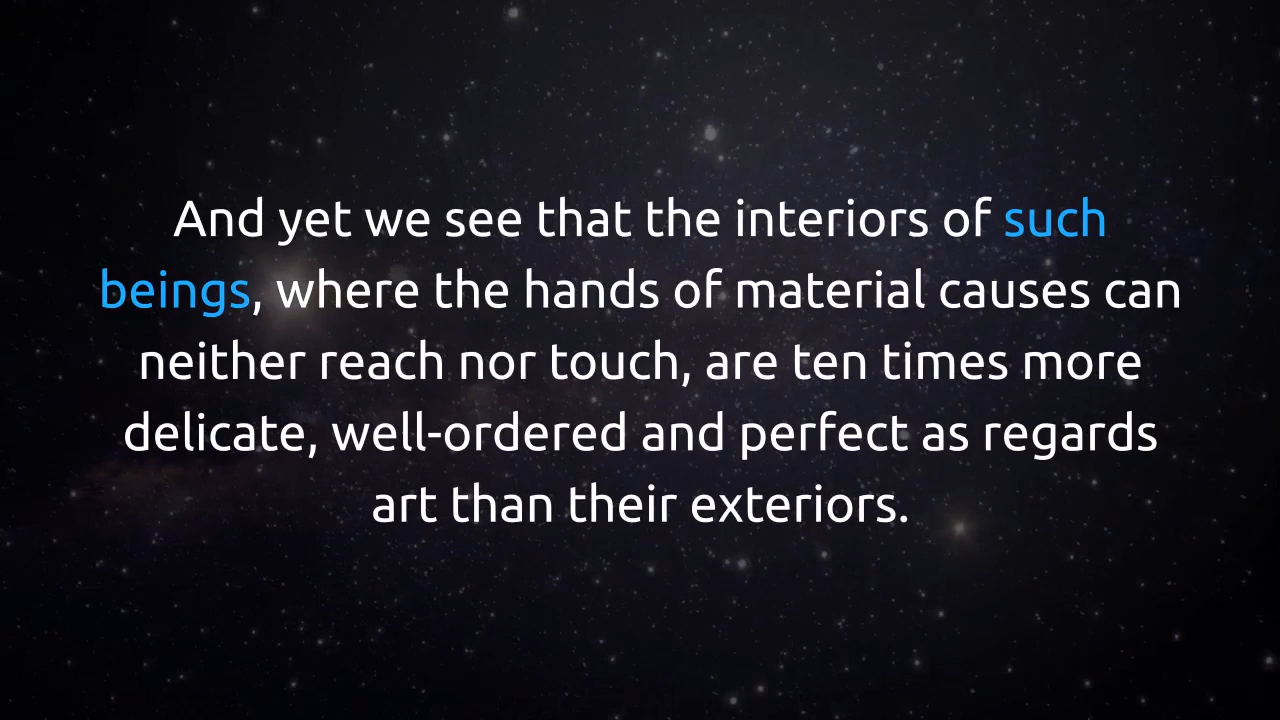 And yet we see that the interiors of such
beings, where the hands of material causes can
neither reach nor touch, are ten times more
delicate, well-ordered and perfect as regards
art than their exteriors.